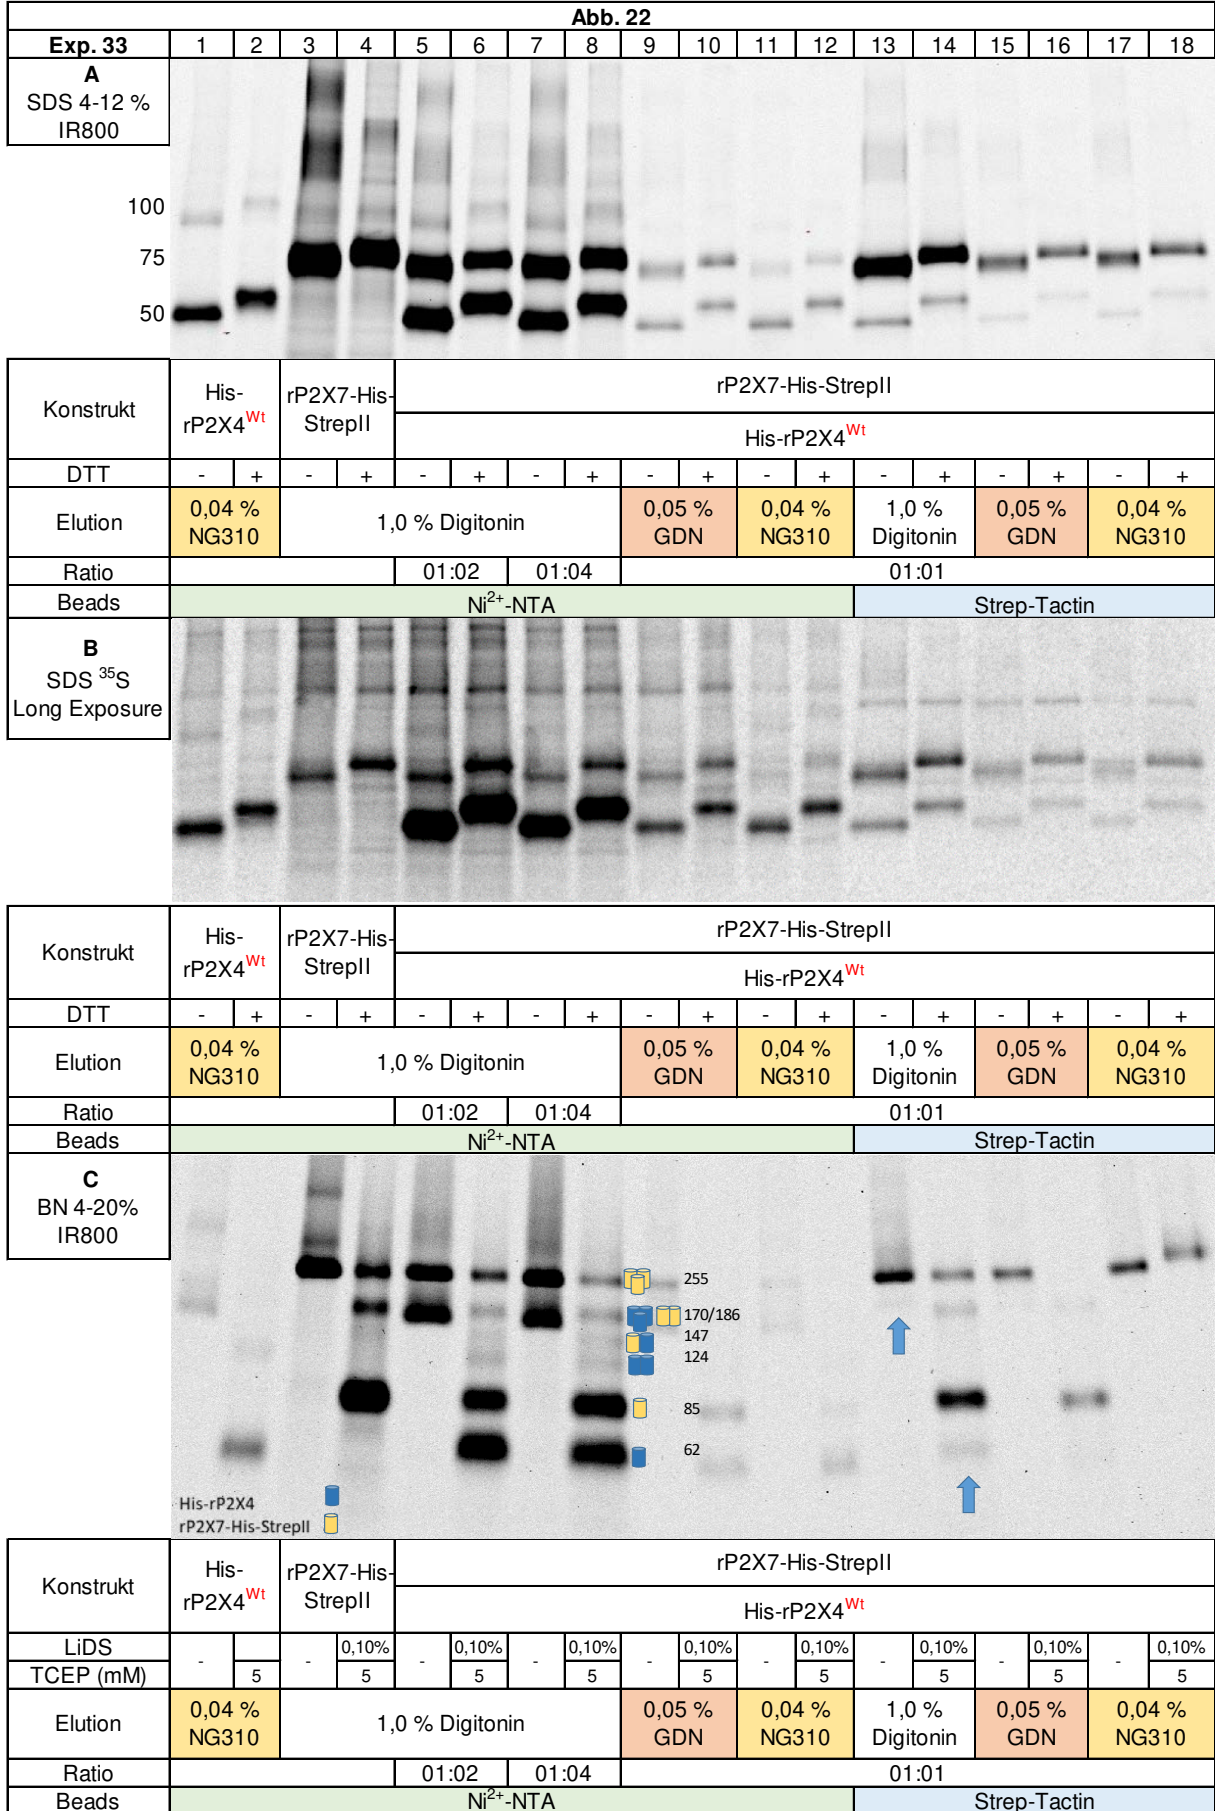 Abb. 22
Exp. 33 1 2 3 4 5 6 7 8 9 10 11 12 13 14 15 16 17 18
A
SDS 4-12 %
IR800
100
75
50
Konstrukt His-rP2X4Wt rP2X7-His-StrepII rP2X7-His-StrepII
His-rP2X4Wt
DTT - + - + - + - + - + - + - + - + - +
Elution 0,04 % NG310 1,0 % Digitonin 0,05 % GDN 0,04 % NG310 1,0 % Digitonin 0,05 % GDN 0,04 % NG310
Ratio 01:02 01:04 01:01
Beads Ni2+-NTA Strep-Tactin
B
SDS 35S
Long Exposure
Konstrukt His-rP2X4Wt rP2X7-His-StrepII rP2X7-His-StrepII
His-rP2X4Wt
DTT - + - + - + - + - + - + - + - + - +
Elution 0,04 % NG310 1,0 % Digitonin 0,05 % GDN 0,04 % NG310 1,0 % Digitonin 0,05 % GDN 0,04 % NG310
Ratio 01:02 01:04 01:01
Beads Ni2+-NTA Strep-Tactin
C
BN 4-20%
IR800
255
170/186
147
124
85
62
His-rP2X4
rP2X7-His-StrepII
Konstrukt His-rP2X4Wt rP2X7-His-StrepII rP2X7-His-StrepII
His-rP2X4Wt
LiDS - - 0,10% - 0,10% - 0,10% - 0,10% - 0,10% - 0,10% - 0,10% - 0,10%
TCEP (mM) 5 5 5 5 5 5 5 5 5
Elution 0,04 % NG310 1,0 % Digitonin 0,05 % GDN 0,04 % NG310 1,0 % Digitonin 0,05 % GDN 0,04 % NG310
Ratio 01:02 01:04 01:01
Beads Ni2+-NTA Strep-Tactin